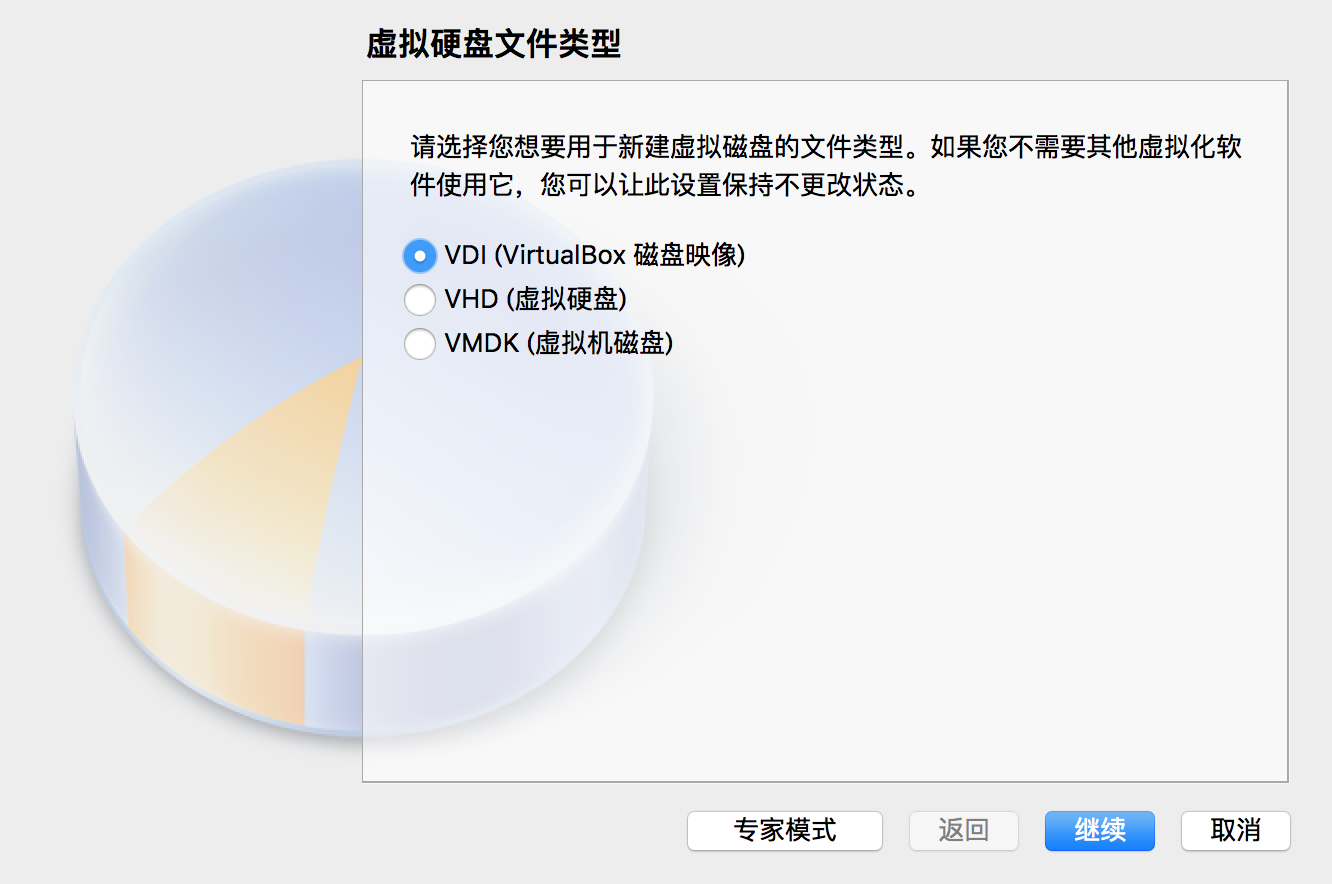 虚拟硬盘文件类型
请选择您想要用于新建虚拟磁盘的文件类型。如果您不需要其他虚拟化软
件使用它，您可以让此设置保持不更改状态。
VDI (VirtualBox 磁盘映像)
VHD (虚拟硬盘)
VMDK (虚拟机磁盘)
专家模式
返回
继续
取消